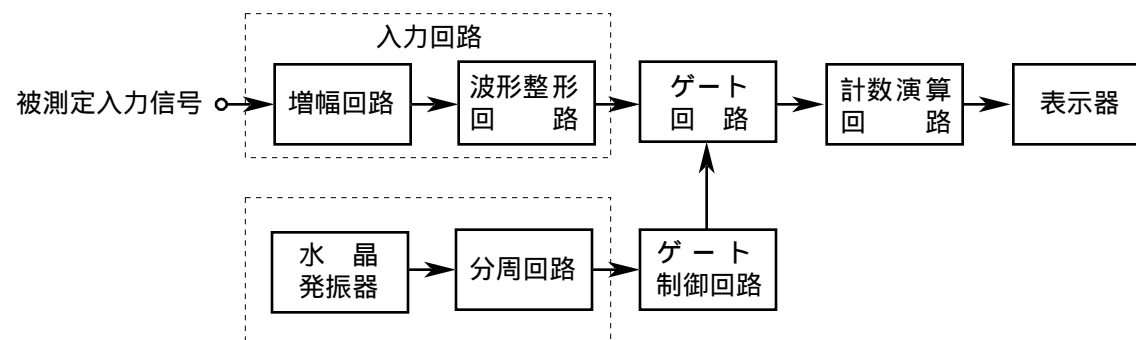 入力回路
被測定入力信号
増幅回路
波形整形
回路
ゲート
回路
計数演算
回路
表示器
水晶
発振器
分周回路
ゲート
制御回路